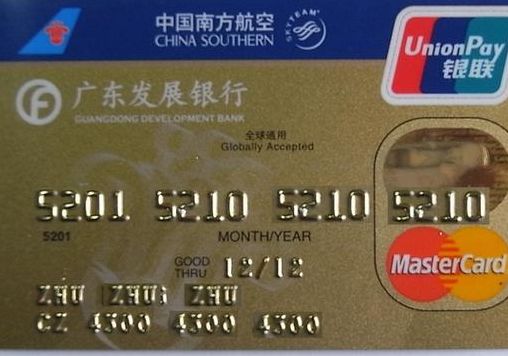 中国南方航空
CHINA SOUTHERN
SKYTEAM
UnionPay
银联
广东发展银行
GUANGDONG DEVELOPMENT BANK
全球通用
Globally Accepted
5201 5210 5210 5210
5201
MONTH/YEAR
GOOD
THRU 12/12
MasterCard
ZHU ZHUI ZHU
CZ 4300 4300 4300